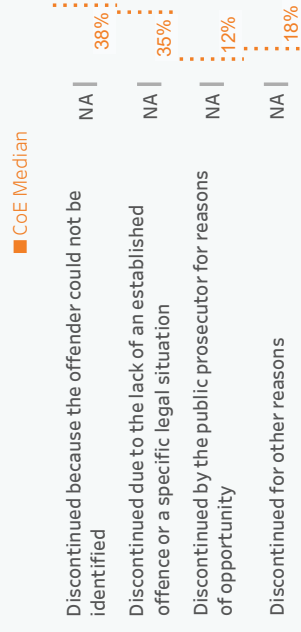 CoE Median
Discontinued because the offender could not be
identified
NA
38%
Discontinued due to the lack of an established
offence or a specific legal situation
NA
35%
Discontinued by the public prosecutor for reasons
of opportunity
NA
12%
Discontinued for other reasons
NA
18%